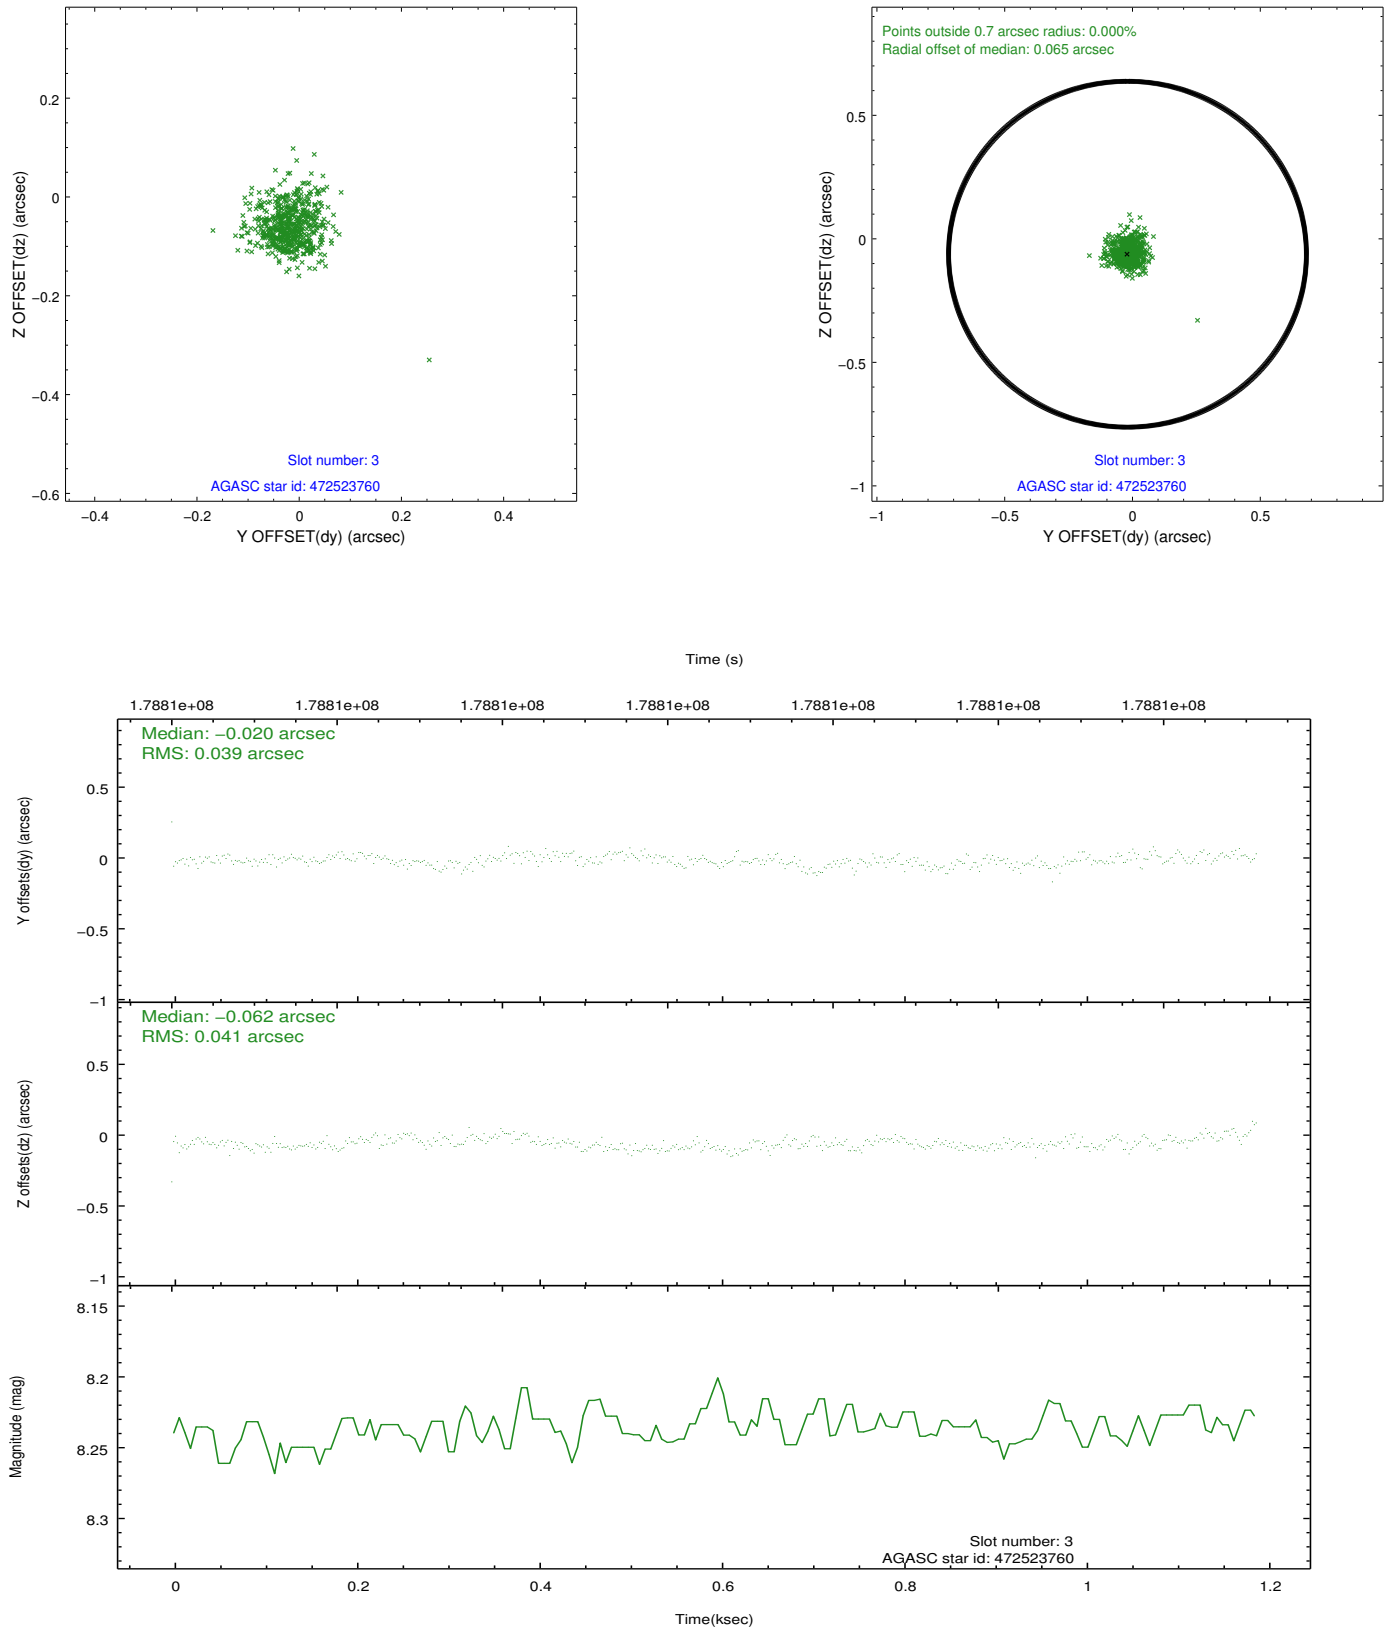 0.2
0
−0.2
−0.4
−0.6
Z OFFSET(dz) (arcsec)
Slot number: 3
AGASC star id: 472523760
−0.4
−0.2
0
0.2
0.4
Y OFFSET(dy) (arcsec)
Points outside 0.7 arcsec radius: 0.000%
Radial offset of median: 0.065 arcsec
0.5
0
−0.5
−1
Z OFFSET(dz) (arcsec)
Slot number: 3
AGASC star id: 472523760
−1
−0.5
0
0.5
Y OFFSET(dy) (arcsec)
Time (s)
1.7881e+08 1.7881e+08 1.7881e+08 1.7881e+08 1.7881e+08 1.7881e+08 1.7881e+08
Median: −0.020 arcsec
RMS: 0.039 arcsec
0.5
0
−0.5
−1
Y offsets(dy) (arcsec)
Median: −0.062 arcsec
RMS: 0.041 arcsec
0.5
0
−0.5
−1
Z offsets(dz) (arcsec)
8.15
8.2
8.25
8.3
Magnitude (mag)
Slot number: 3
AGASC star id: 472523760
0 0.2 0.4 0.6 0.8 1 1.2
Time(ksec)